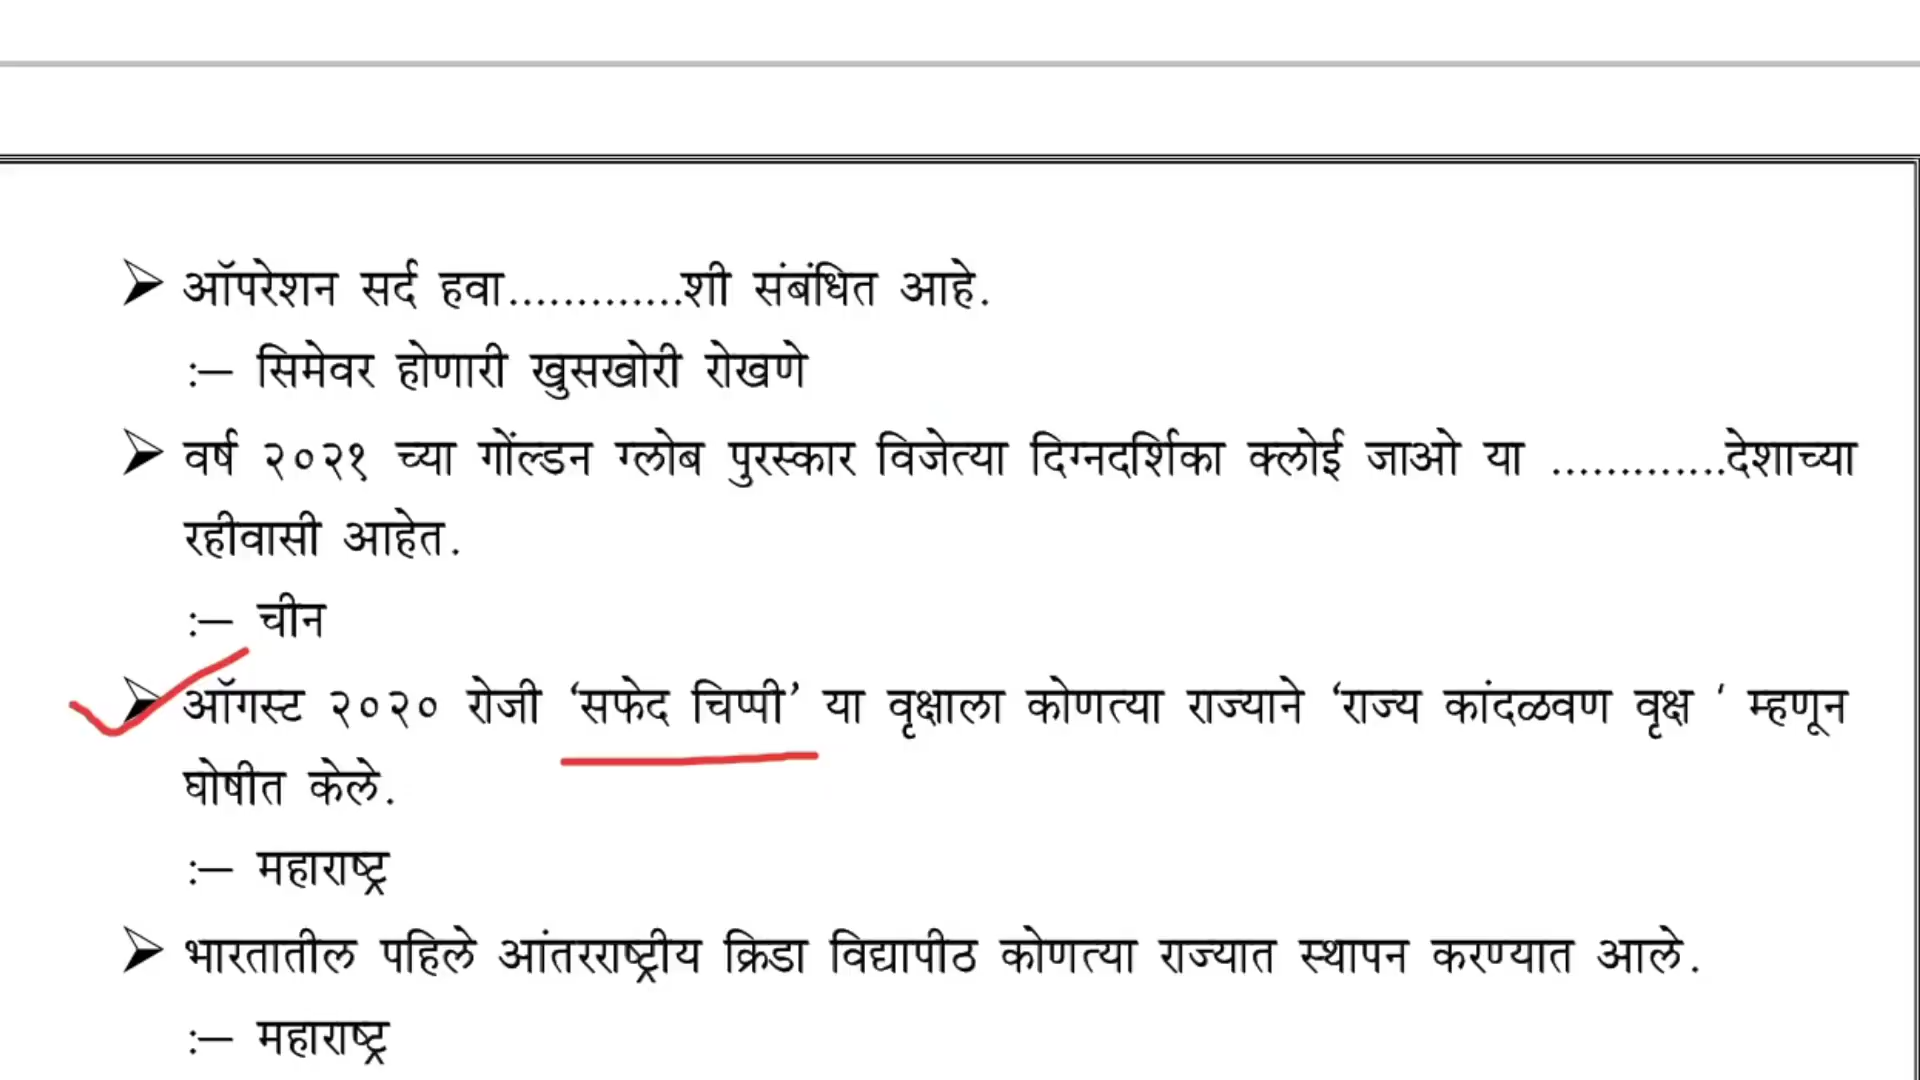 ऑपरेशन सर्द हवा.............शी संबंधित आहे.
:– सिमेवर होणारी खुसखोरी रोखणे
वर्ष २०२१ च्या गोंल्डन ग्लोब पुरस्कार विजेत्या दिग्नदर्शिका क्लोई जाओ या .............देशाच्या
रहीवासी आहेत.
:– चीन
ऑगस्ट २०२० रोजी ‘सफेद चिप्पी’ या वृक्षाला कोणत्या राज्याने ‘राज्य कांदळवण वृक्ष ’ म्हणून
घोषीत केले.
:– महाराष्ट्र
भारतातील पहिले आंतरराष्ट्रीय क्रिडा विद्यापीठ कोणत्या राज्यात स्थापन करण्यात आले.
:– महाराष्ट्र